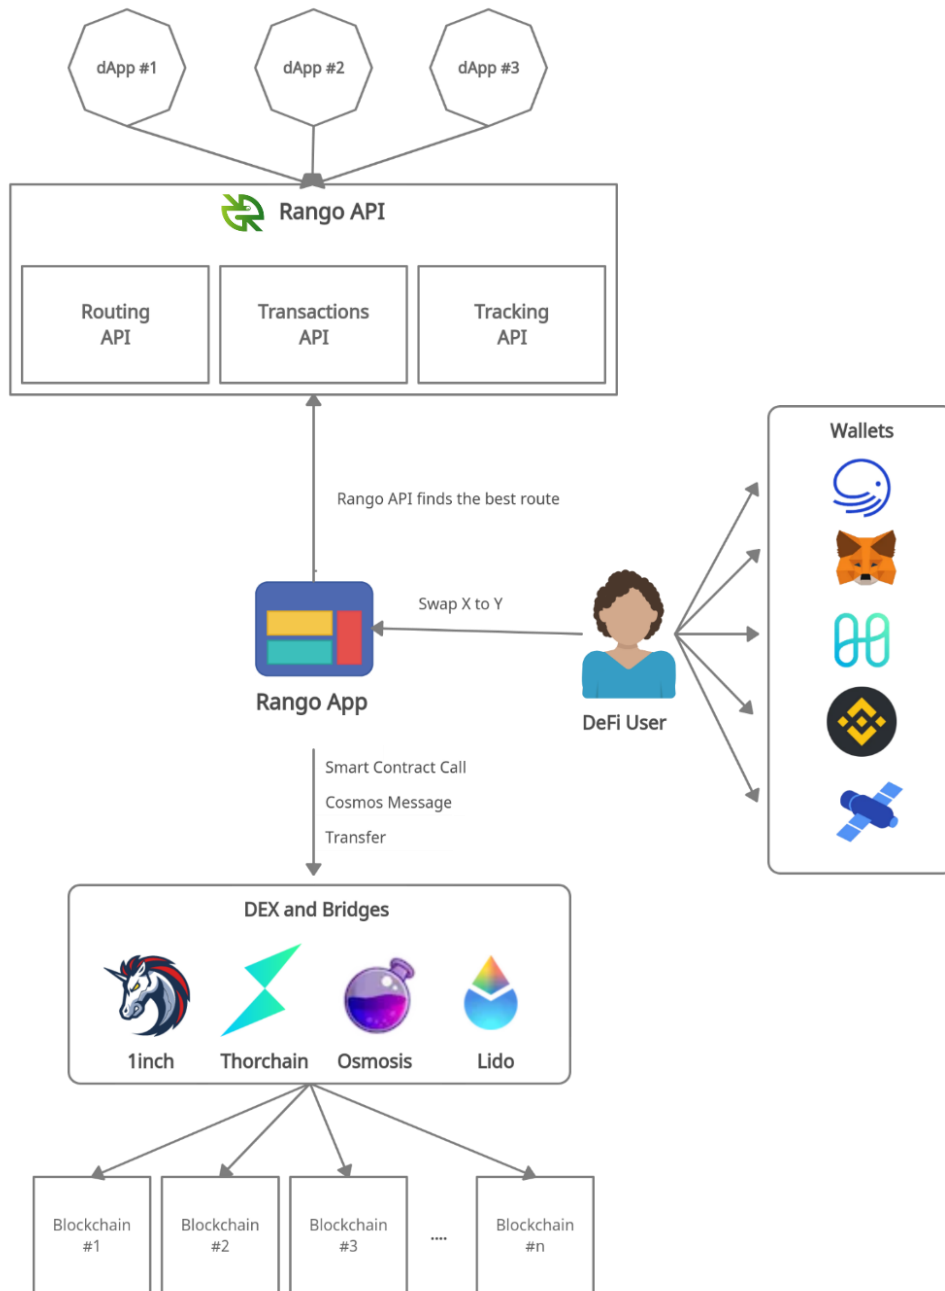 dApp #1
dApp #2
dApp #3
Rango API
Routing
API
Transactions
API
Tracking
API
Wallets
Rango API finds the best route
Swap X to Y
Rango App
DeFi User
Smart Contract Call
Cosmos Message
Transfer
DEX and Bridges
1inch
Thorchain
Osmosis
Lido
Blockchain
#1
Blockchain
#2
Blockchain
#3
....
Blockchain
#n